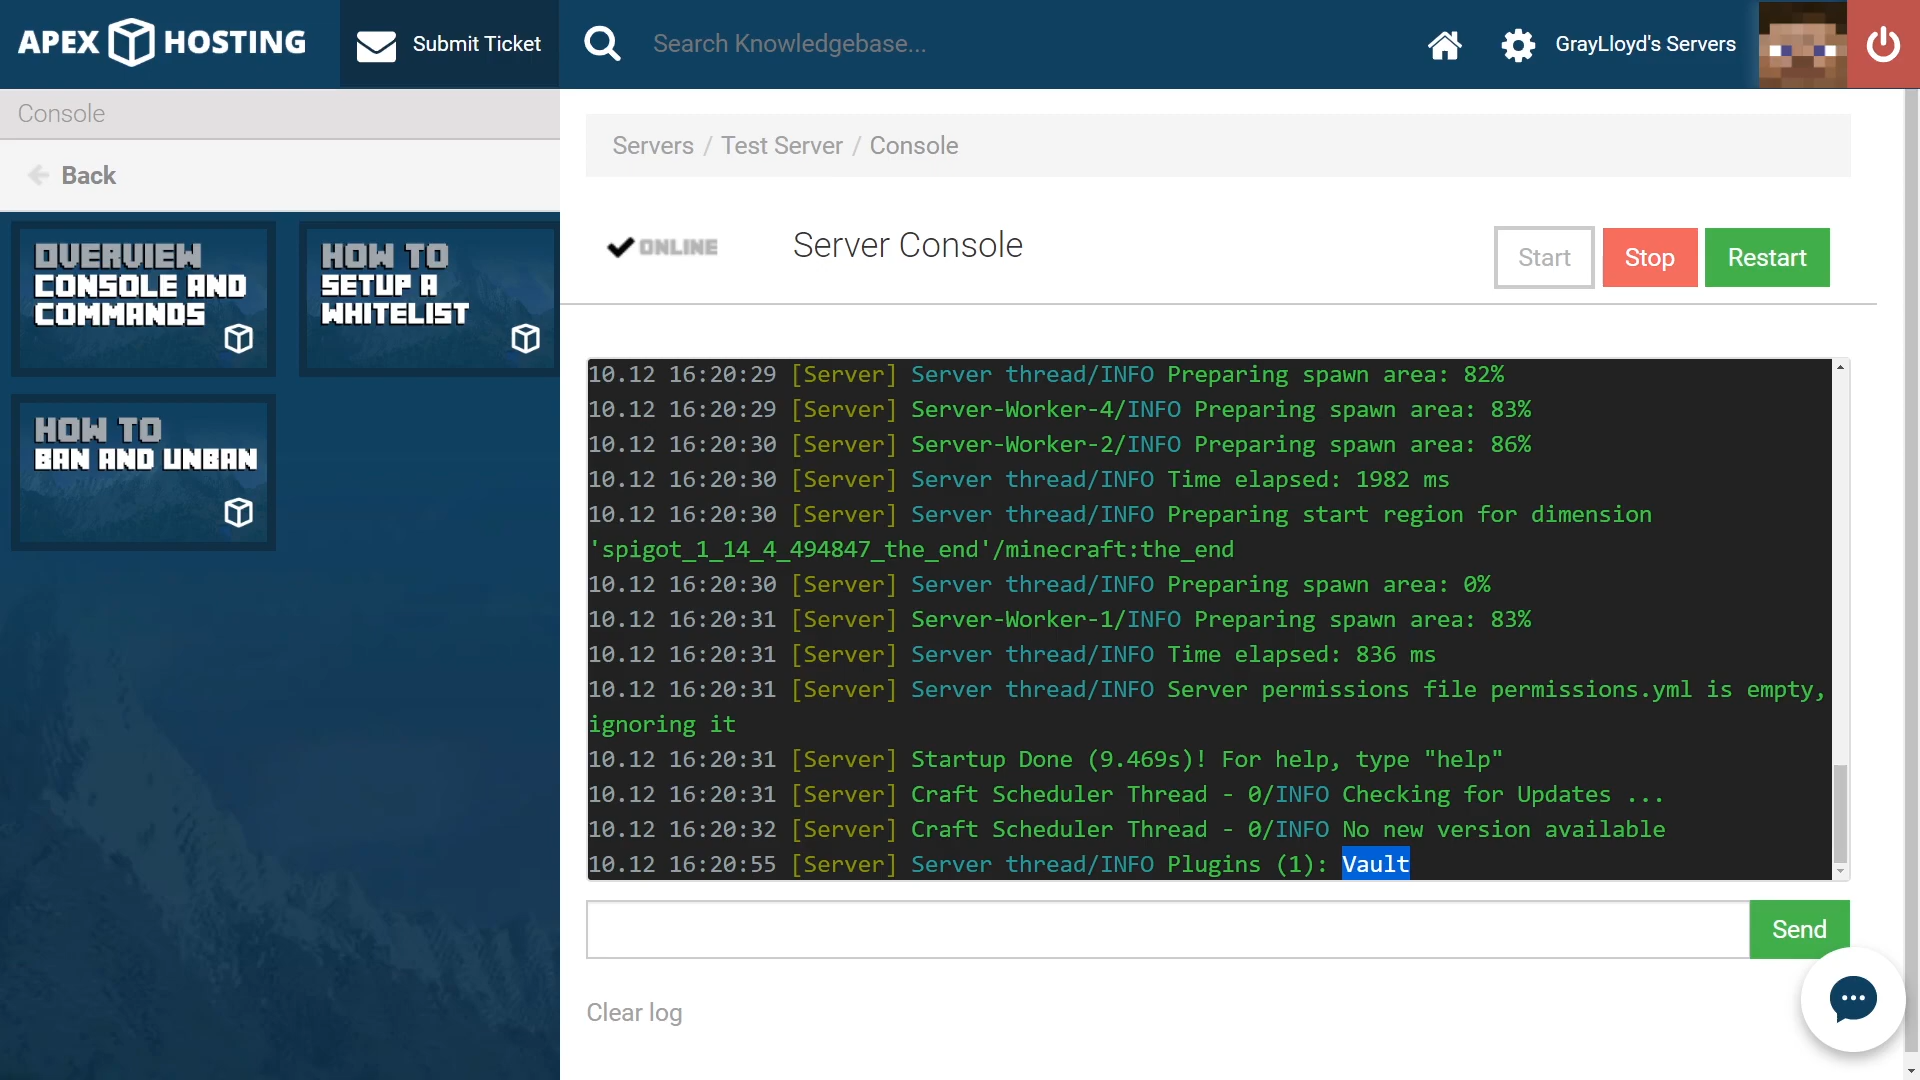 APEX HOSTING
Submit Ticket
Search Knowledgebase...
GrayLloyd's Servers
Console
Back
OVERVIEW
CONSOLE AND
COMMANDS
HOW TO
SETUP A
WHITELIST
HOW TO
BAN AND UNBAN
Servers / Test Server / Console
ONLINE
Server Console
Start
Stop
Restart
10.12 16:20:29 [Server] Server thread/INFO Preparing spawn area: 82%
10.12 16:20:29 [Server] Server-Worker-4/INFO Preparing spawn area: 83%
10.12 16:20:30 [Server] Server-Worker-2/INFO Preparing spawn area: 86%
10.12 16:20:30 [Server] Server thread/INFO Time elapsed: 1982 ms
10.12 16:20:30 [Server] Server thread/INFO Preparing start region for dimension
'spigot_1_14_4_494847_the_end'/minecraft:the_end
10.12 16:20:30 [Server] Server thread/INFO Preparing spawn area: 0%
10.12 16:20:31 [Server] Server-Worker-1/INFO Preparing spawn area: 83%
10.12 16:20:31 [Server] Server thread/INFO Time elapsed: 836 ms
10.12 16:20:31 [Server] Server thread/INFO Server permissions file permissions.yml is empty,
ignoring it
10.12 16:20:31 [Server] Startup Done (9.469s)! For help, type "help"
10.12 16:20:31 [Server] Craft Scheduler Thread - 0/INFO Checking for Updates ...
10.12 16:20:32 [Server] Craft Scheduler Thread - 0/INFO No new version available
10.12 16:20:55 [Server] Server thread/INFO Plugins (1): Vault
Send
Clear log